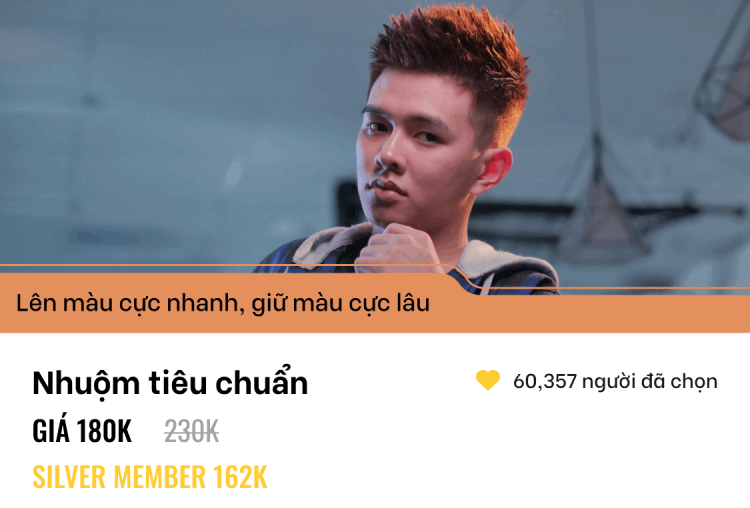 Lên màu cực nhanh, giữ màu cực lâu
Nhuộm tiêu chuẩn
60,357 người đã chọn
GIÁ 180K 230K
SILVER MEMBER 162K